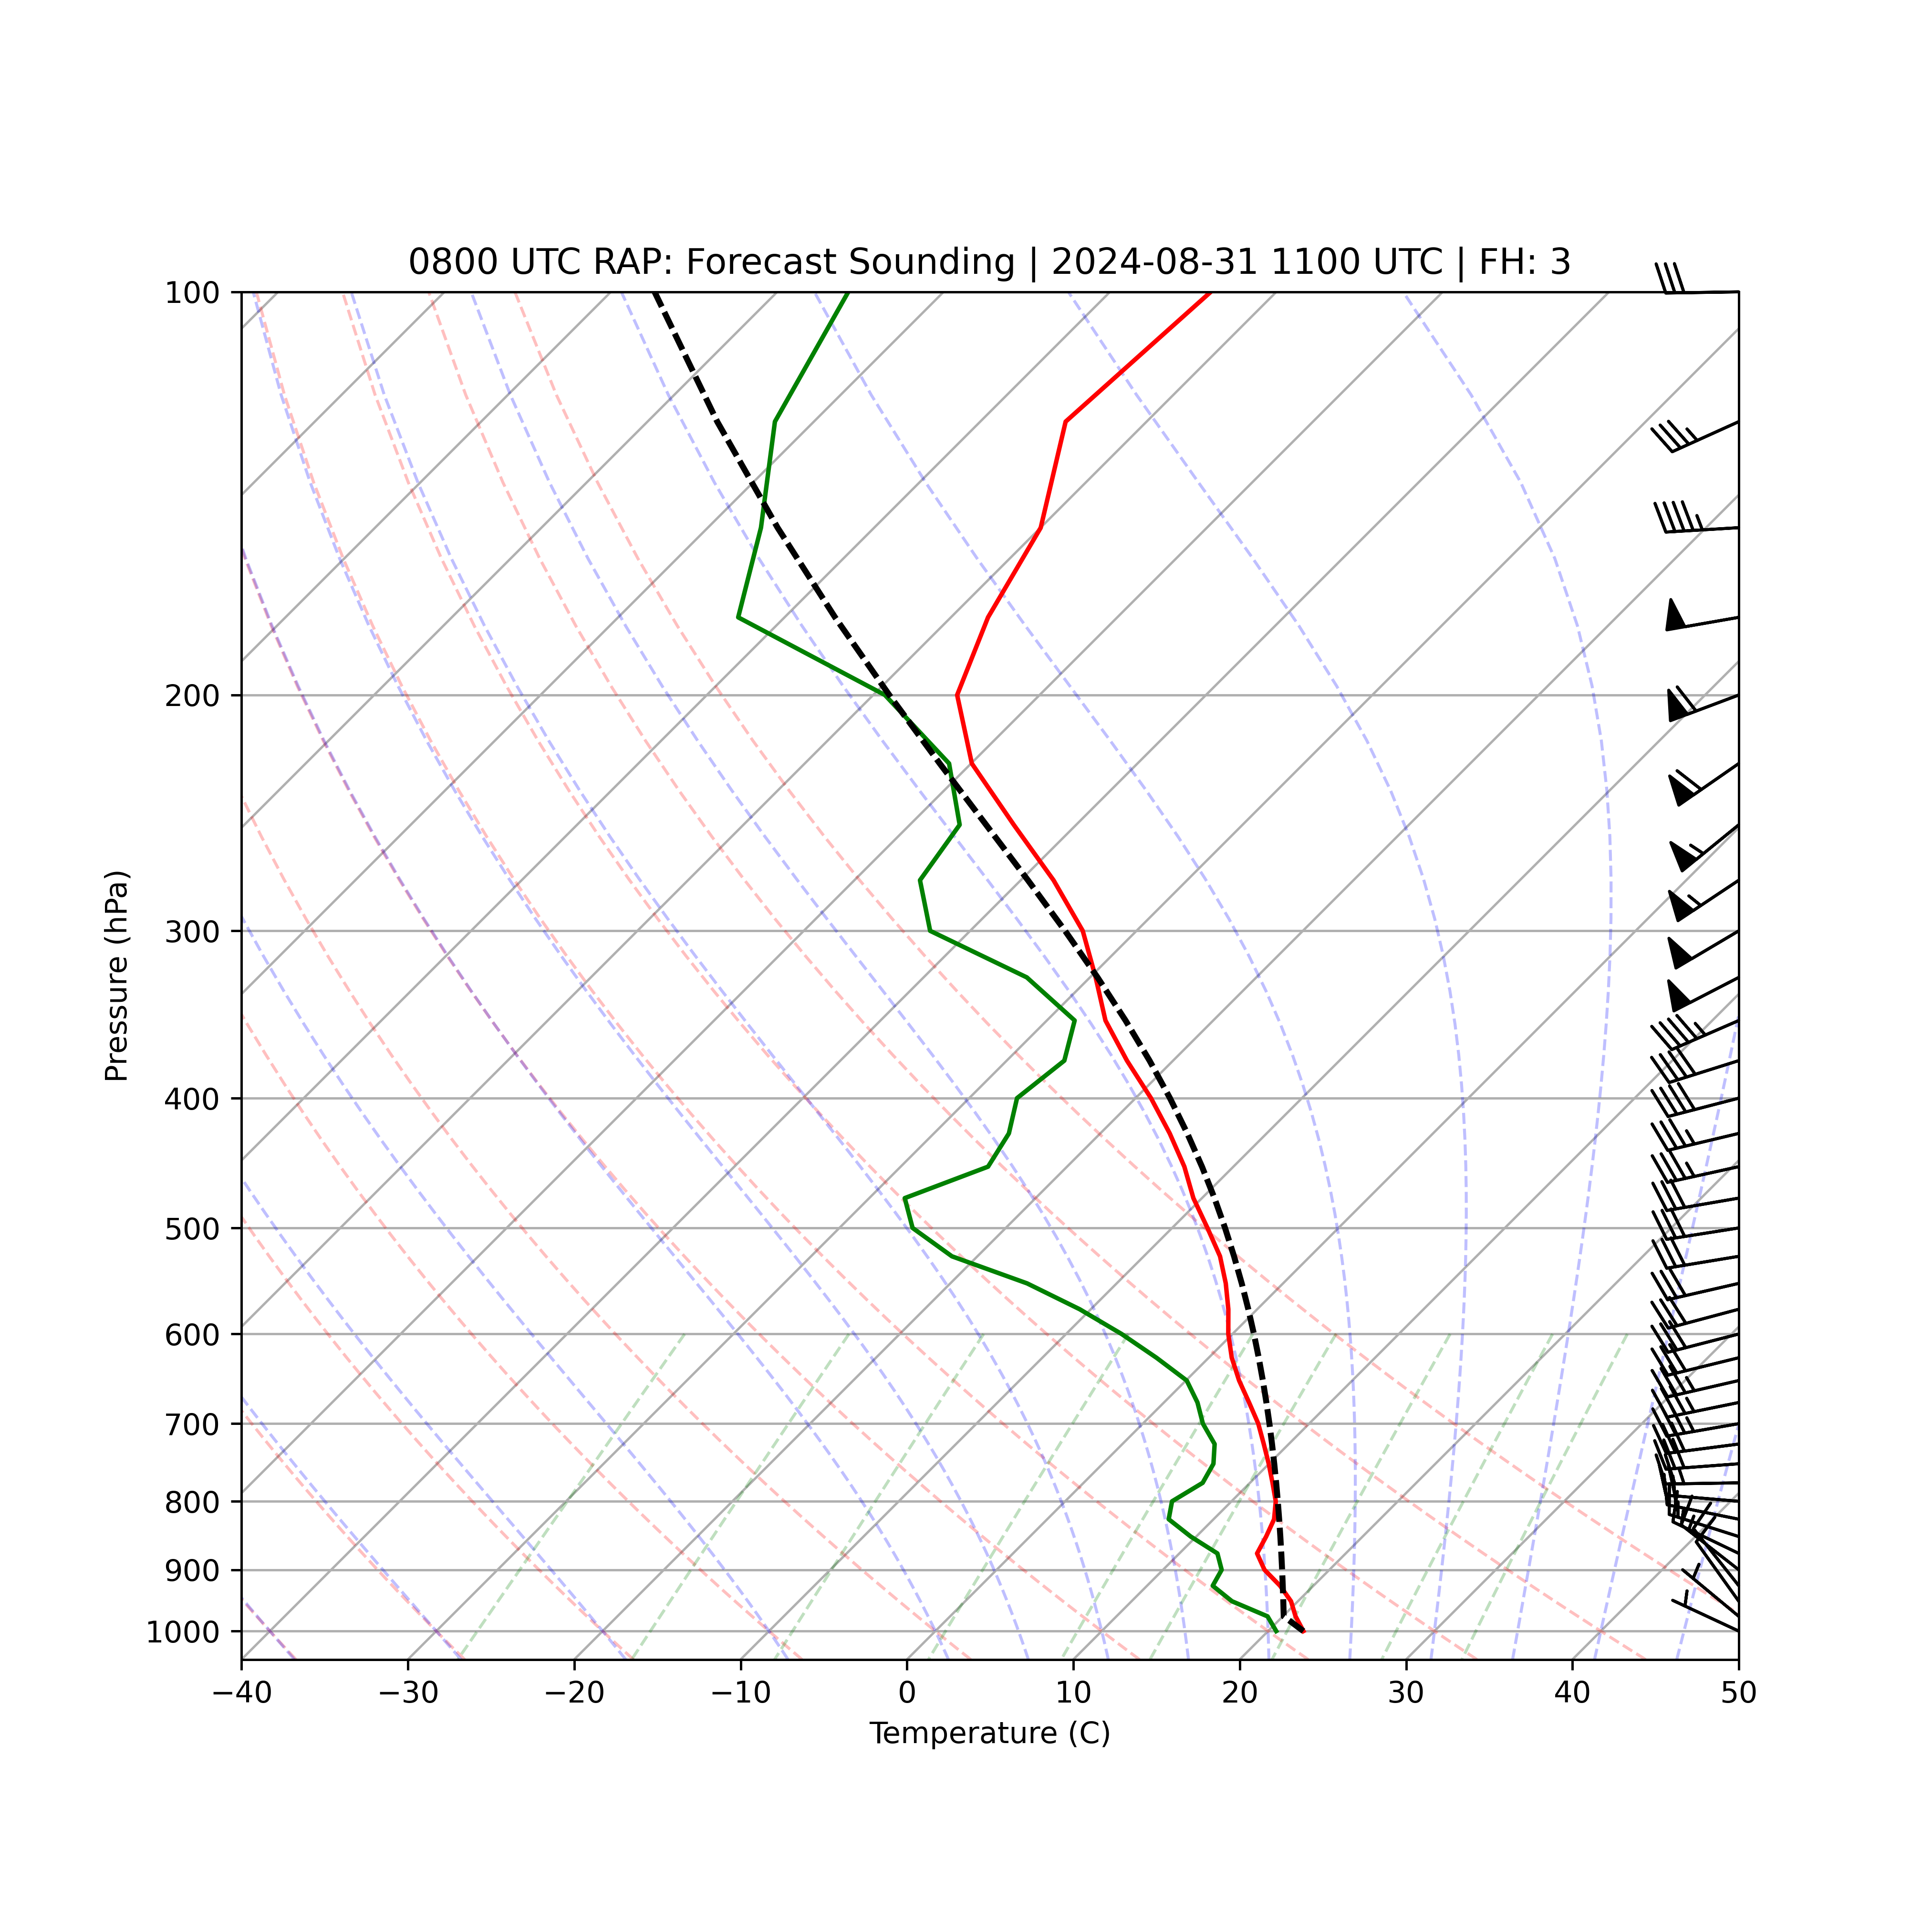 0800 UTC RAP: Forecast Sounding | 2024-08-31 1100 UTC | FH: 3
100
200
300
400
500
600
700
800
900
1000
Pressure (hPa)
−40 −30 −20 −10 0 10 20 30 40 50
Temperature (C)